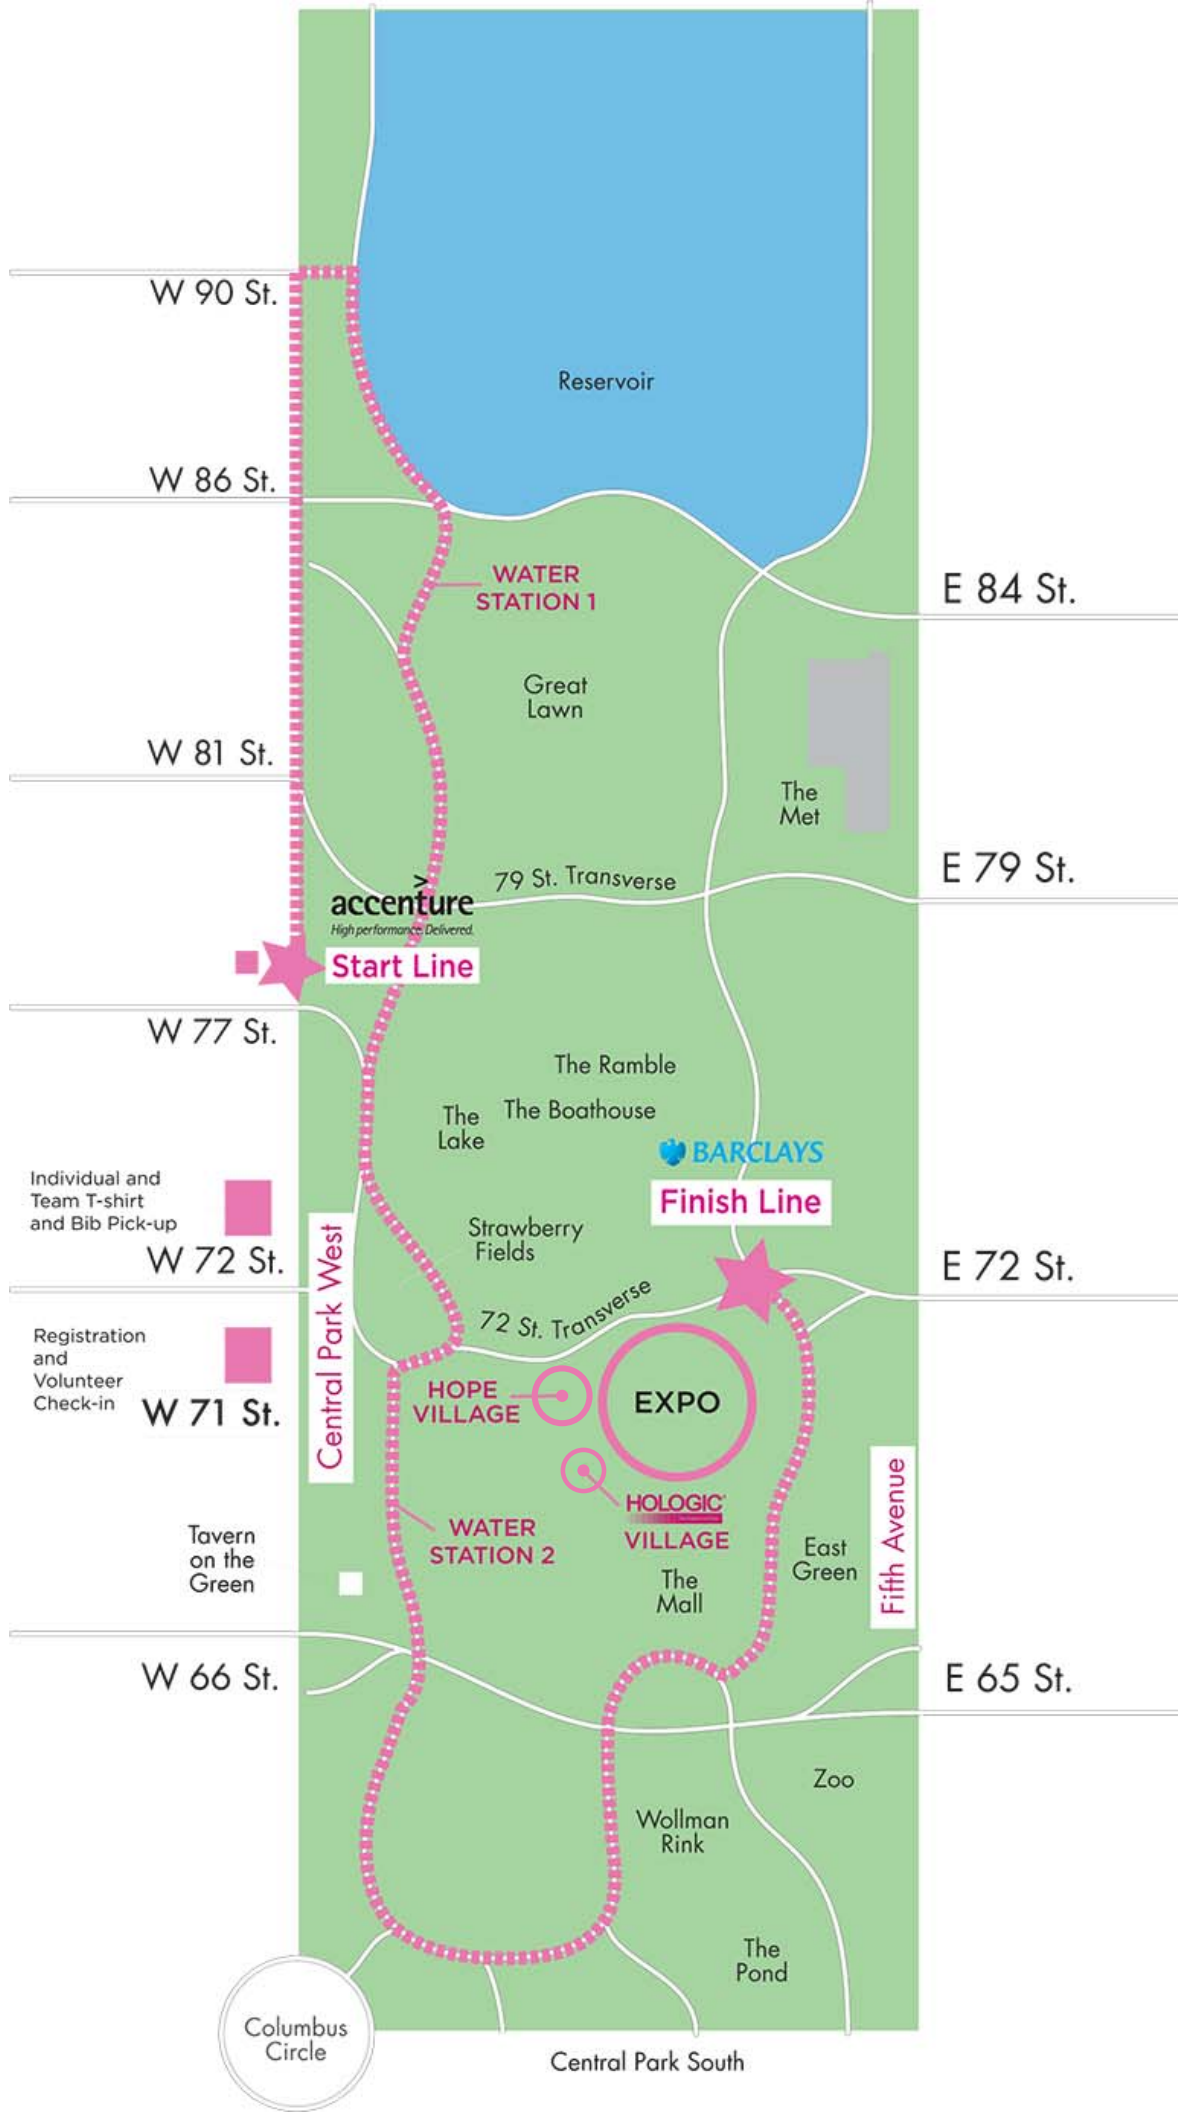 W 90 St.
Reservoir
W 86 St.
WATER
STATION 1
E 84 St.
Great
Lawn
W 81 St.
The
Met
E 79 St.
79 St. Transverse
>
accenture
High performance. Delivered.
Start Line
W 77 St.
The Ramble
The Boathouse
The
Lake
BARCLAYS
Finish Line
Individual and
Team T-shirt
and Bib Pick-up
W 72 St.
Strawberry
Fields
E 72 St.
Central Park West
72 St. Transverse
Registration
and
Volunteer
Check-in
W 71 St.
HOPE
VILLAGE
EXPO
HOLOGIC
VILLAGE
WATER
STATION 2
Tavern
on the
Green
The
Mall
East
Green
Fifth Avenue
W 66 St.
E 65 St.
Zoo
Wollman
Rink
The
Pond
Columbus
Circle
Central Park South